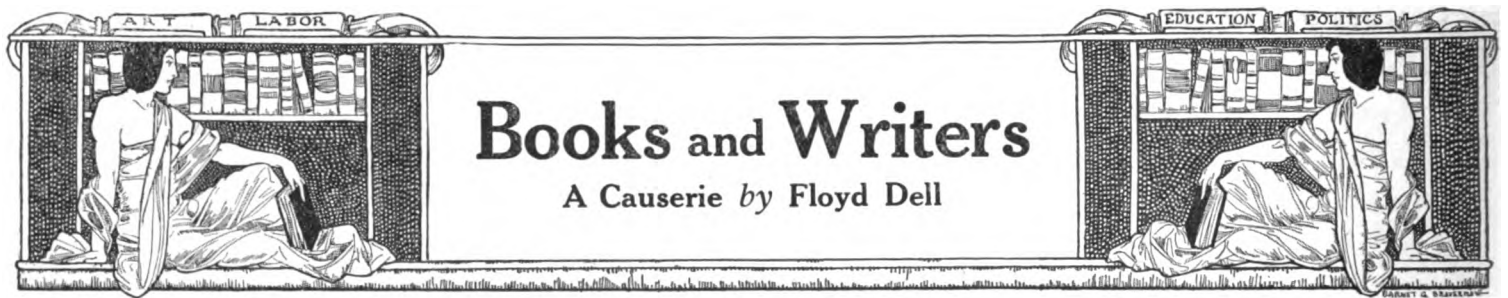 ART LABOR
EDUCATION POLITICS
Books and Writers
A Causerie by Floyd Dell